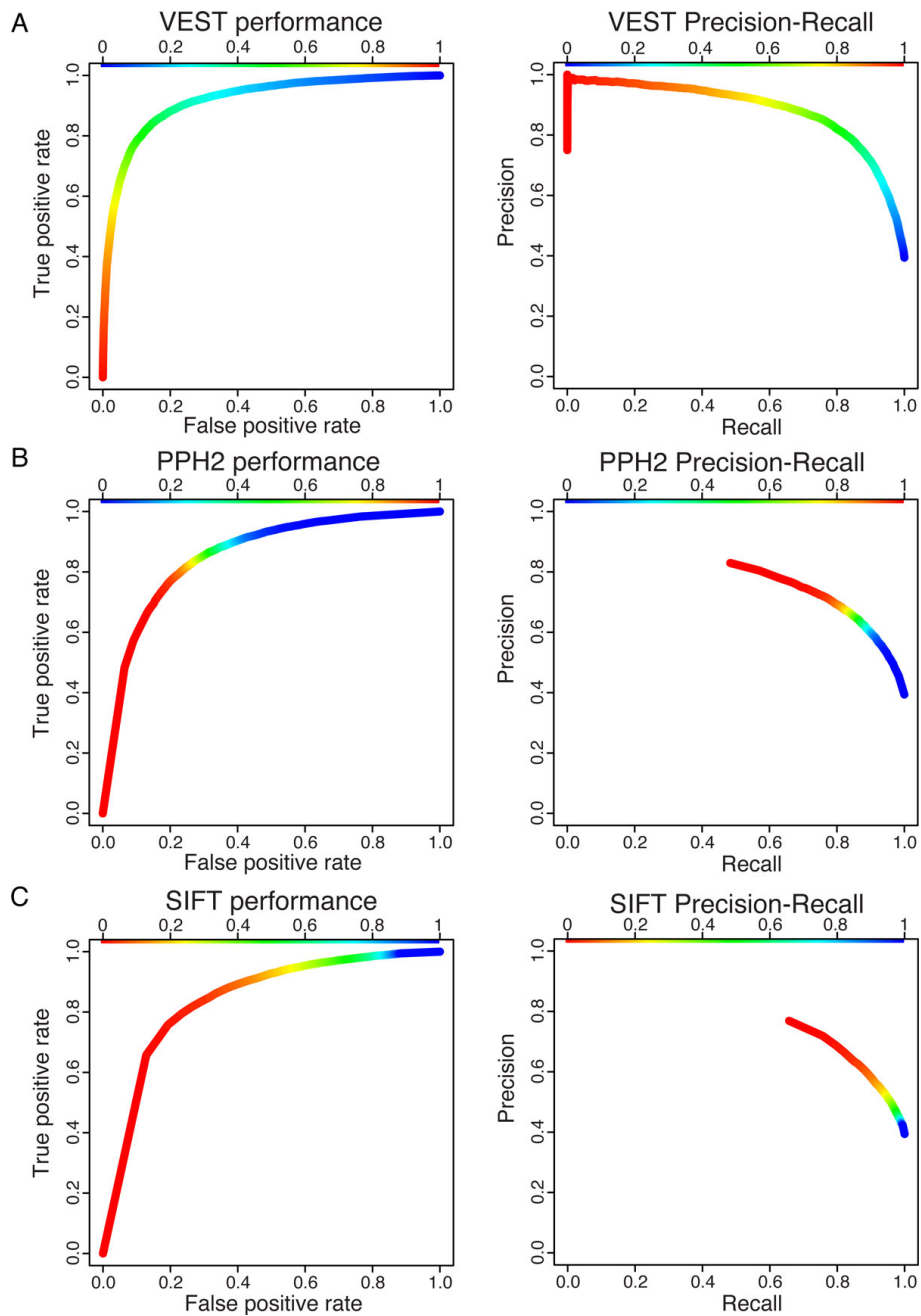 A
VEST performance
0 0.2 0.4 0.6 0.8 1
True positive rate
1.0
0.8
0.6
0.4
0.2
0.0
0.0 0.2 0.4 0.6 0.8 1.0
False positive rate
VEST Precision-Recall
0 0.2 0.4 0.6 0.8 1
Precision
1.0
0.8
0.6
0.4
0.2
0.0
0.0 0.2 0.4 0.6 0.8 1.0
Recall
B
PPH2 performance
0 0.2 0.4 0.6 0.8 1
True positive rate
1.0
0.8
0.6
0.4
0.2
0.0
0.0 0.2 0.4 0.6 0.8 1.0
False positive rate
PPH2 Precision-Recall
0 0.2 0.4 0.6 0.8 1
Precision
1.0
0.8
0.6
0.4
0.2
0.0
0.0 0.2 0.4 0.6 0.8 1.0
Recall
C
SIFT performance
0 0.2 0.4 0.6 0.8 1
True positive rate
1.0
0.8
0.6
0.4
0.2
0.0
0.0 0.2 0.4 0.6 0.8 1.0
False positive rate
SIFT Precision-Recall
0 0.2 0.4 0.6 0.8 1
Precision
1.0
0.8
0.6
0.4
0.2
0.0
0.0 0.2 0.4 0.6 0.8 1.0
Recall